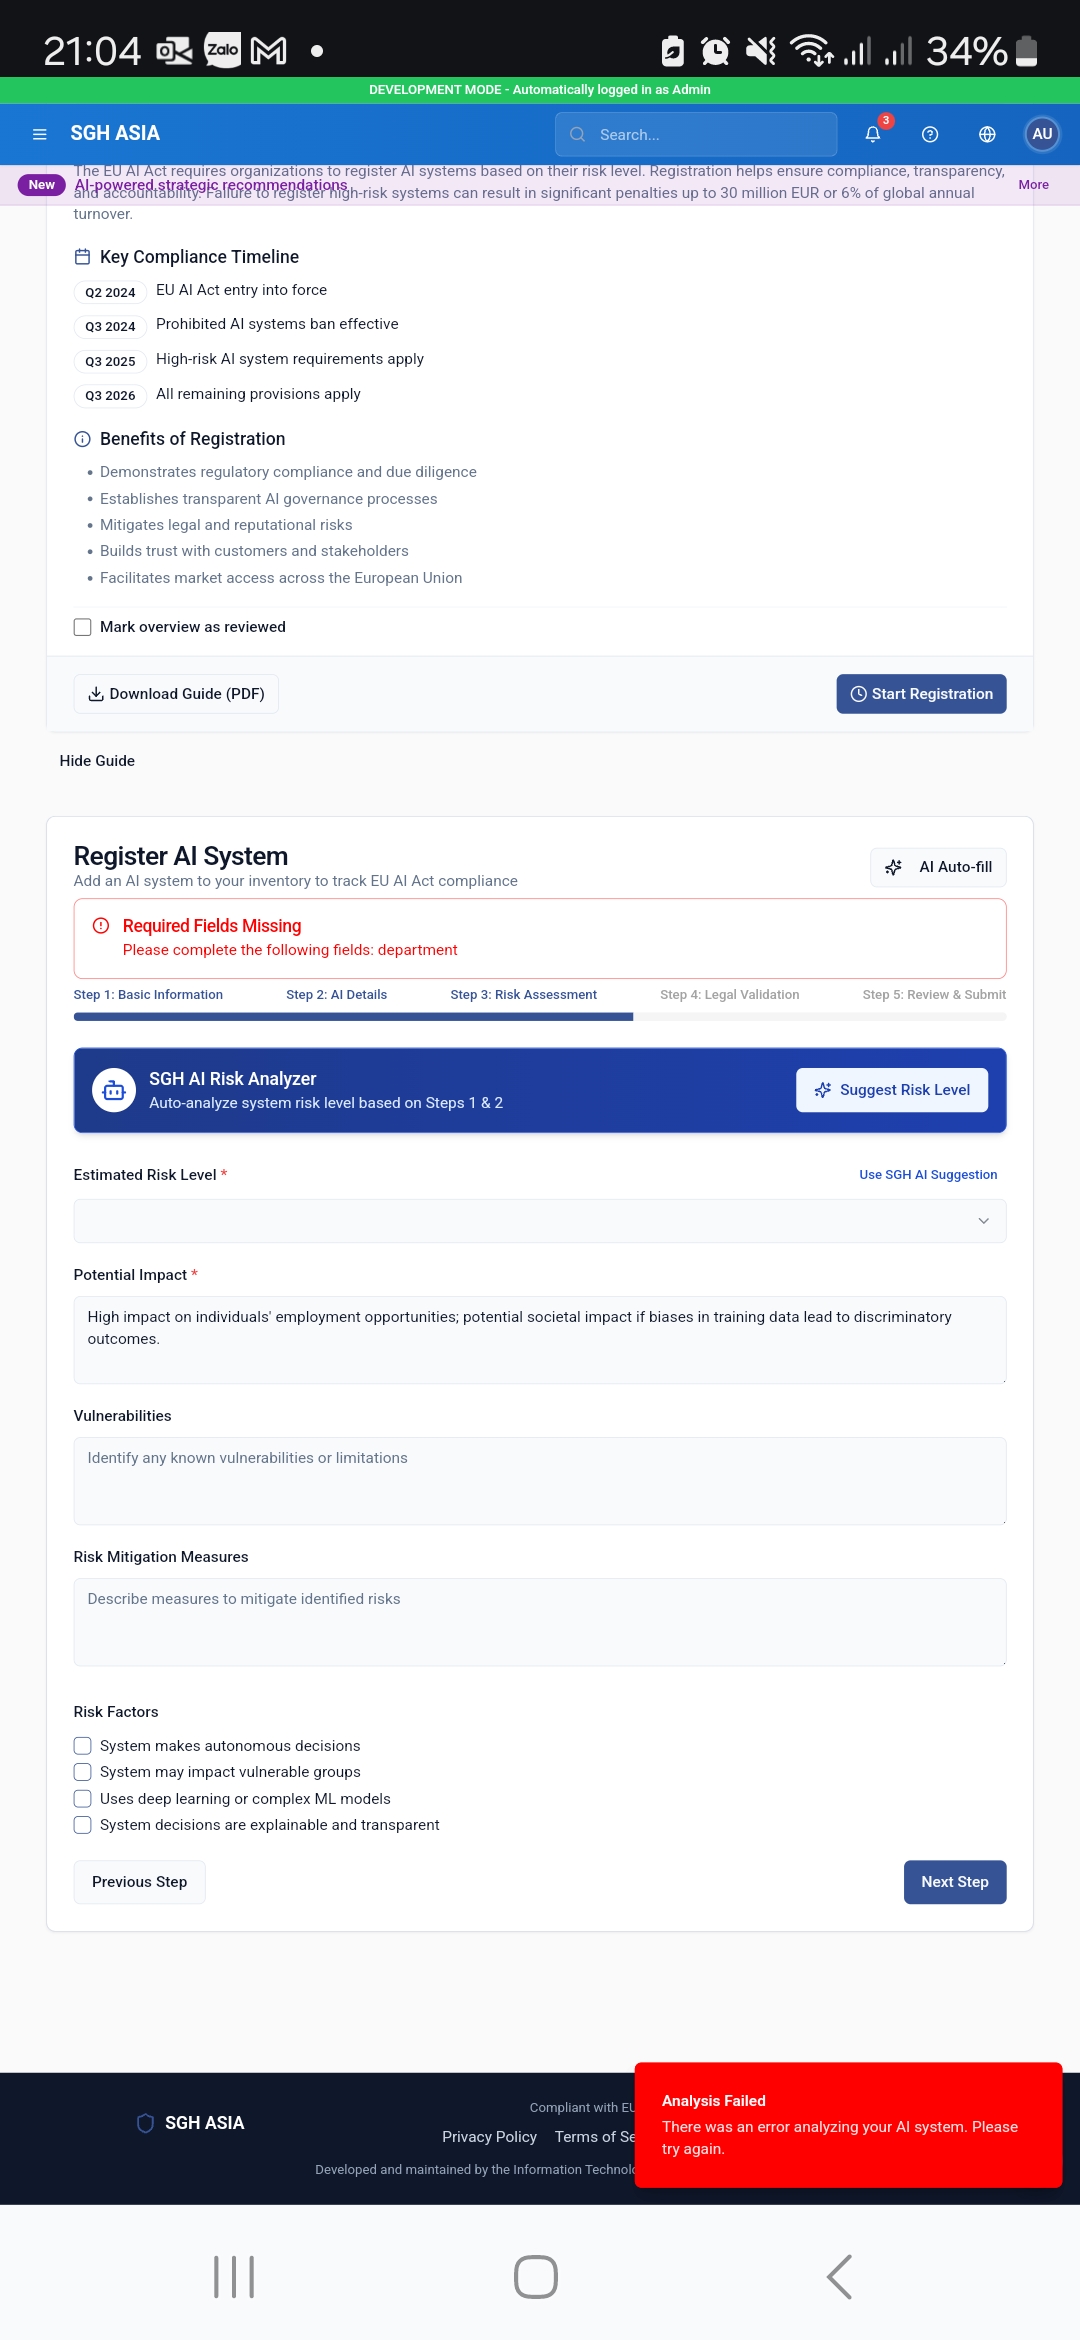 21:04
Zalo
34%
DEVELOPMENT MODE - Automatically logged in as Admin
SGH ASIA
Search...
3
AU
The EU AI Act requires organizations to register AI systems based on their risk level. Registration helps ensure compliance, transparency,
New
AI-powered strategic recommendations
More
and accountability. Failure to register high-risk systems can result in significant penalties up to 30 million EUR or 6% of global annual
turnover.
Key Compliance Timeline
Q2 2024 EU AI Act entry into force
Q3 2024 Prohibited AI systems ban effective
Q3 2025 High-risk AI system requirements apply
Q3 2026 All remaining provisions apply
Benefits of Registration
• Demonstrates regulatory compliance and due diligence
• Establishes transparent AI governance processes
• Mitigates legal and reputational risks
• Builds trust with customers and stakeholders
• Facilitates market access across the European Union
Mark overview as reviewed
Download Guide (PDF)
Start Registration
Hide Guide
Register AI System
Add an AI system to your inventory to track EU AI Act compliance
AI Auto-fill
Required Fields Missing
Please complete the following fields: department
Step 1: Basic Information
Step 2: AI Details
Step 3: Risk Assessment
Step 4: Legal Validation
Step 5: Review & Submit
SGH AI Risk Analyzer
Auto-analyze system risk level based on Steps 1 & 2
Suggest Risk Level
Estimated Risk Level *
Use SGH AI Suggestion
Potential Impact *
High impact on individuals' employment opportunities; potential societal impact if biases in training data lead to discriminatory
outcomes.
Vulnerabilities
Identify any known vulnerabilities or limitations
Risk Mitigation Measures
Describe measures to mitigate identified risks
Risk Factors
System makes autonomous decisions
System may impact vulnerable groups
Uses deep learning or complex ML models
System decisions are explainable and transparent
Previous Step
Next Step
SGH ASIA
Compliant with EU
Privacy Policy
Terms of Se
Developed and maintained by the Information Technolo
Analysis Failed
There was an error analyzing your AI system. Please
try again.